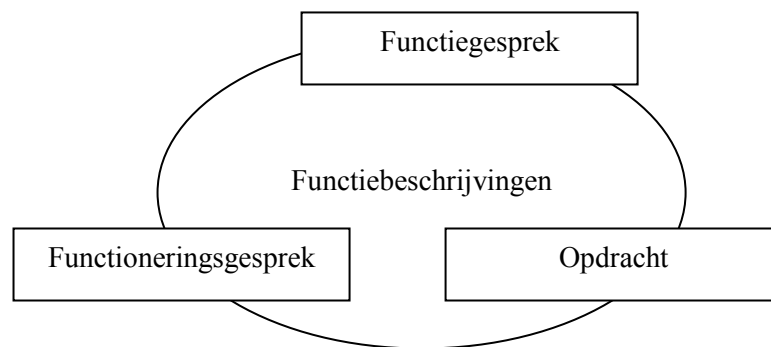 Functiegesprek
Functiebeschrijvingen
Functioneringsgesprek
Opdracht